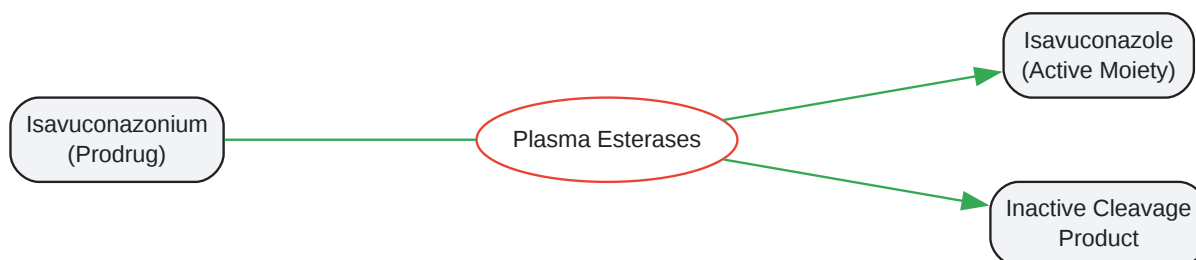 Isavuconazonium
(Prodrug)
Plasma Esterases
Isavuconazole
(Active Moiety)
Inactive Cleavage
Product